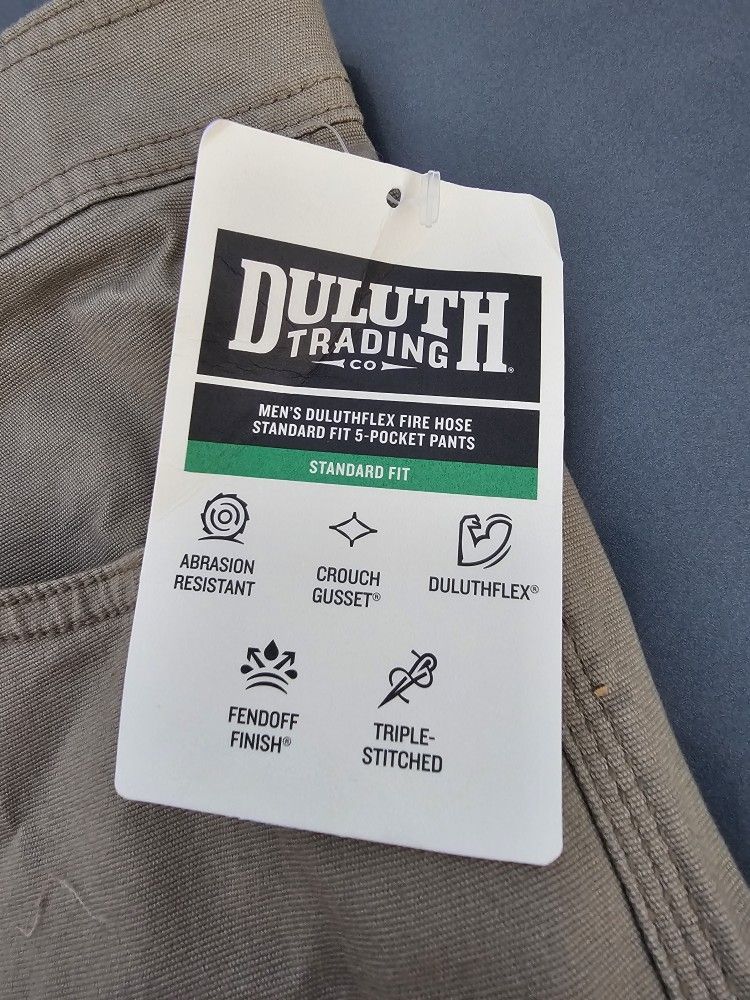 DULUTH
TRADING
CO
MEN'S DULUTHFLEX FIRE HOSE
STANDARD FIT 5-POCKET PANTS
STANDARD FIT
ABRASION
RESISTANT
CROUCH
GUSSET®
DULUTHFLEX®
FENDOFF
FINISH®
TRIPLE-
STITCHED